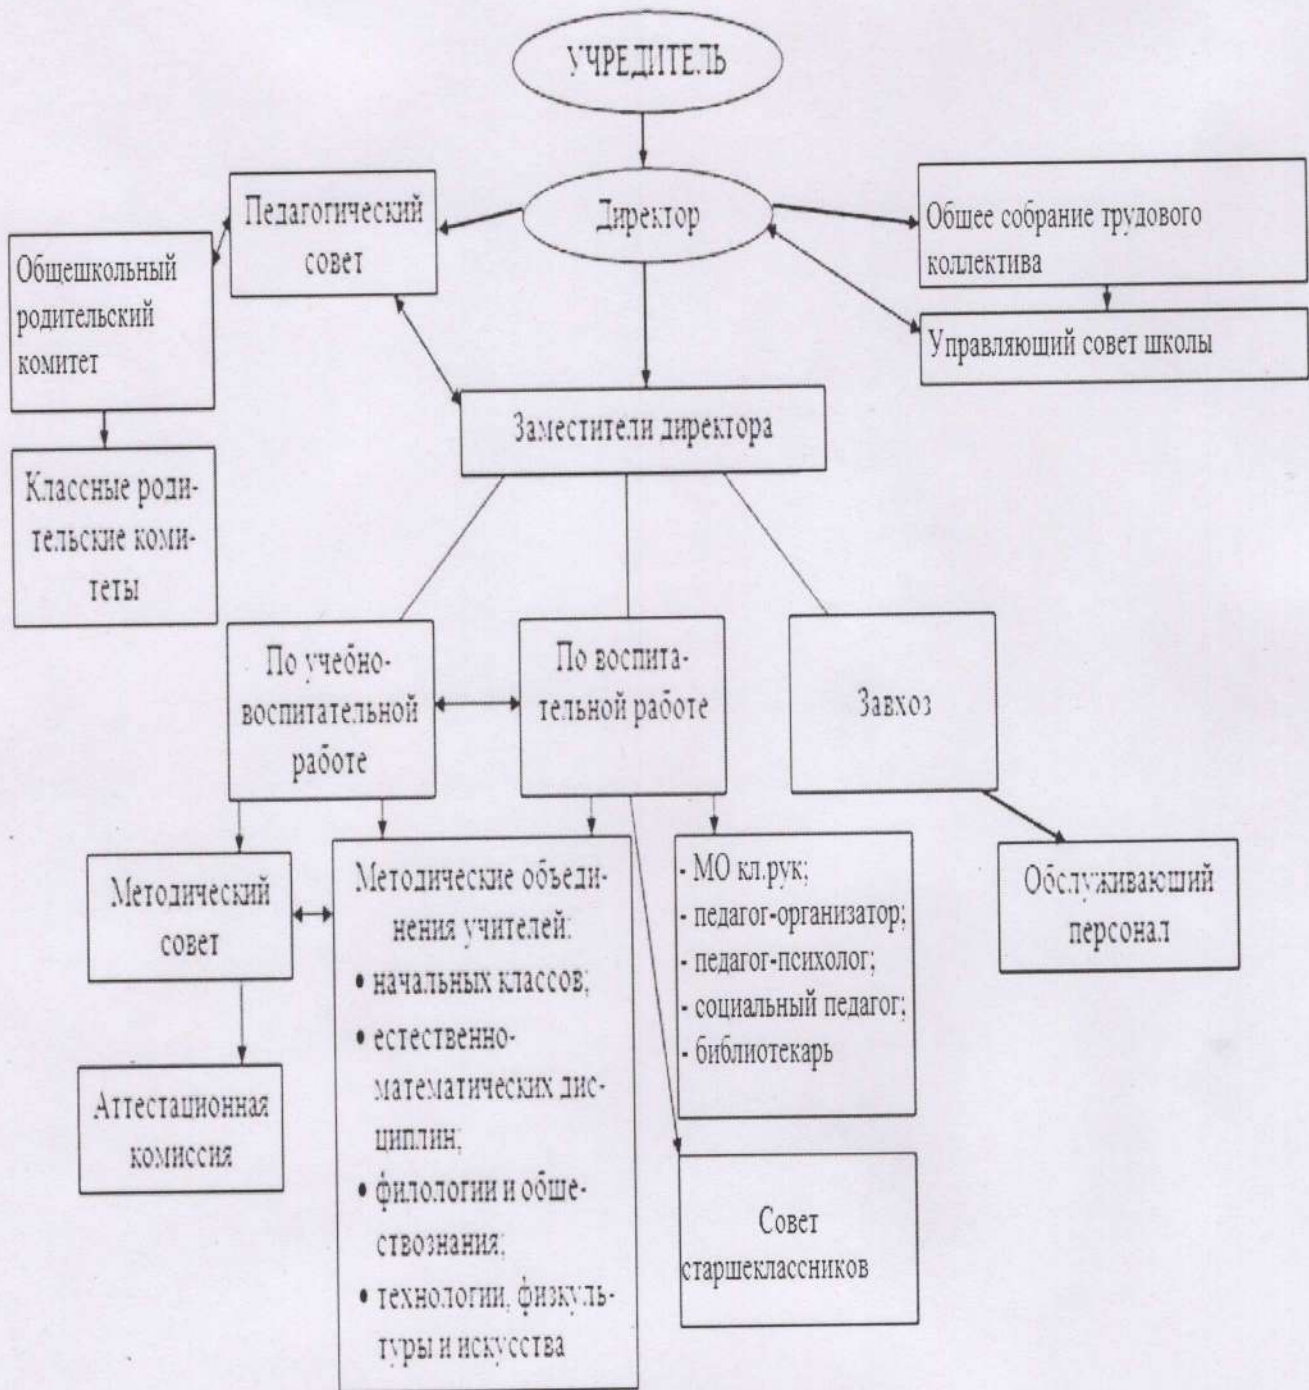 УЧРЕДИТЕЛЬ
Директор
Педагогический
совет
Общее собрание трудового
коллектива
Общешкольный
родительский
комитет
Управляющий совет школы
Заместители директора
Классные роди-
тельские коми-
теты
По учебно-
воспитательной
работе
По воспита-
тельной работе
Завхоз
Методический
совет
Методические объеди-
нения учителей:
• начальных классов;
• естественно-
математических дис-
циплин;
• филологии и обще-
ствознания;
• технологии, физкуль-
туры и искусства
- МО кл.рук;
- педагог-организатор;
- педагог-психолог;
- социальный педагог;
- библиотекарь
Обслуживающий
персонал
Аттестационная
комиссия
Совет
старшеклассников